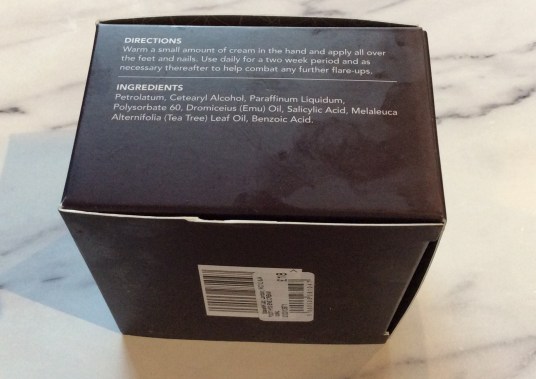 DIRECTIONS
Warm a small amount of cream in the hand and apply all over
the feet and nails. Use daily for a two week period and as
necessary thereafter to help combat any further flare-ups.
INGREDIENTS
Petrolatum, Cetearyl Alcohol, Paraffinum Liquidum,
Polysorbate 60, Dromiceius (Emu) Oil, Salicylic Acid, Melaleuca
Alternifolia (Tea Tree) Leaf Oil, Benzoic Acid.
£18